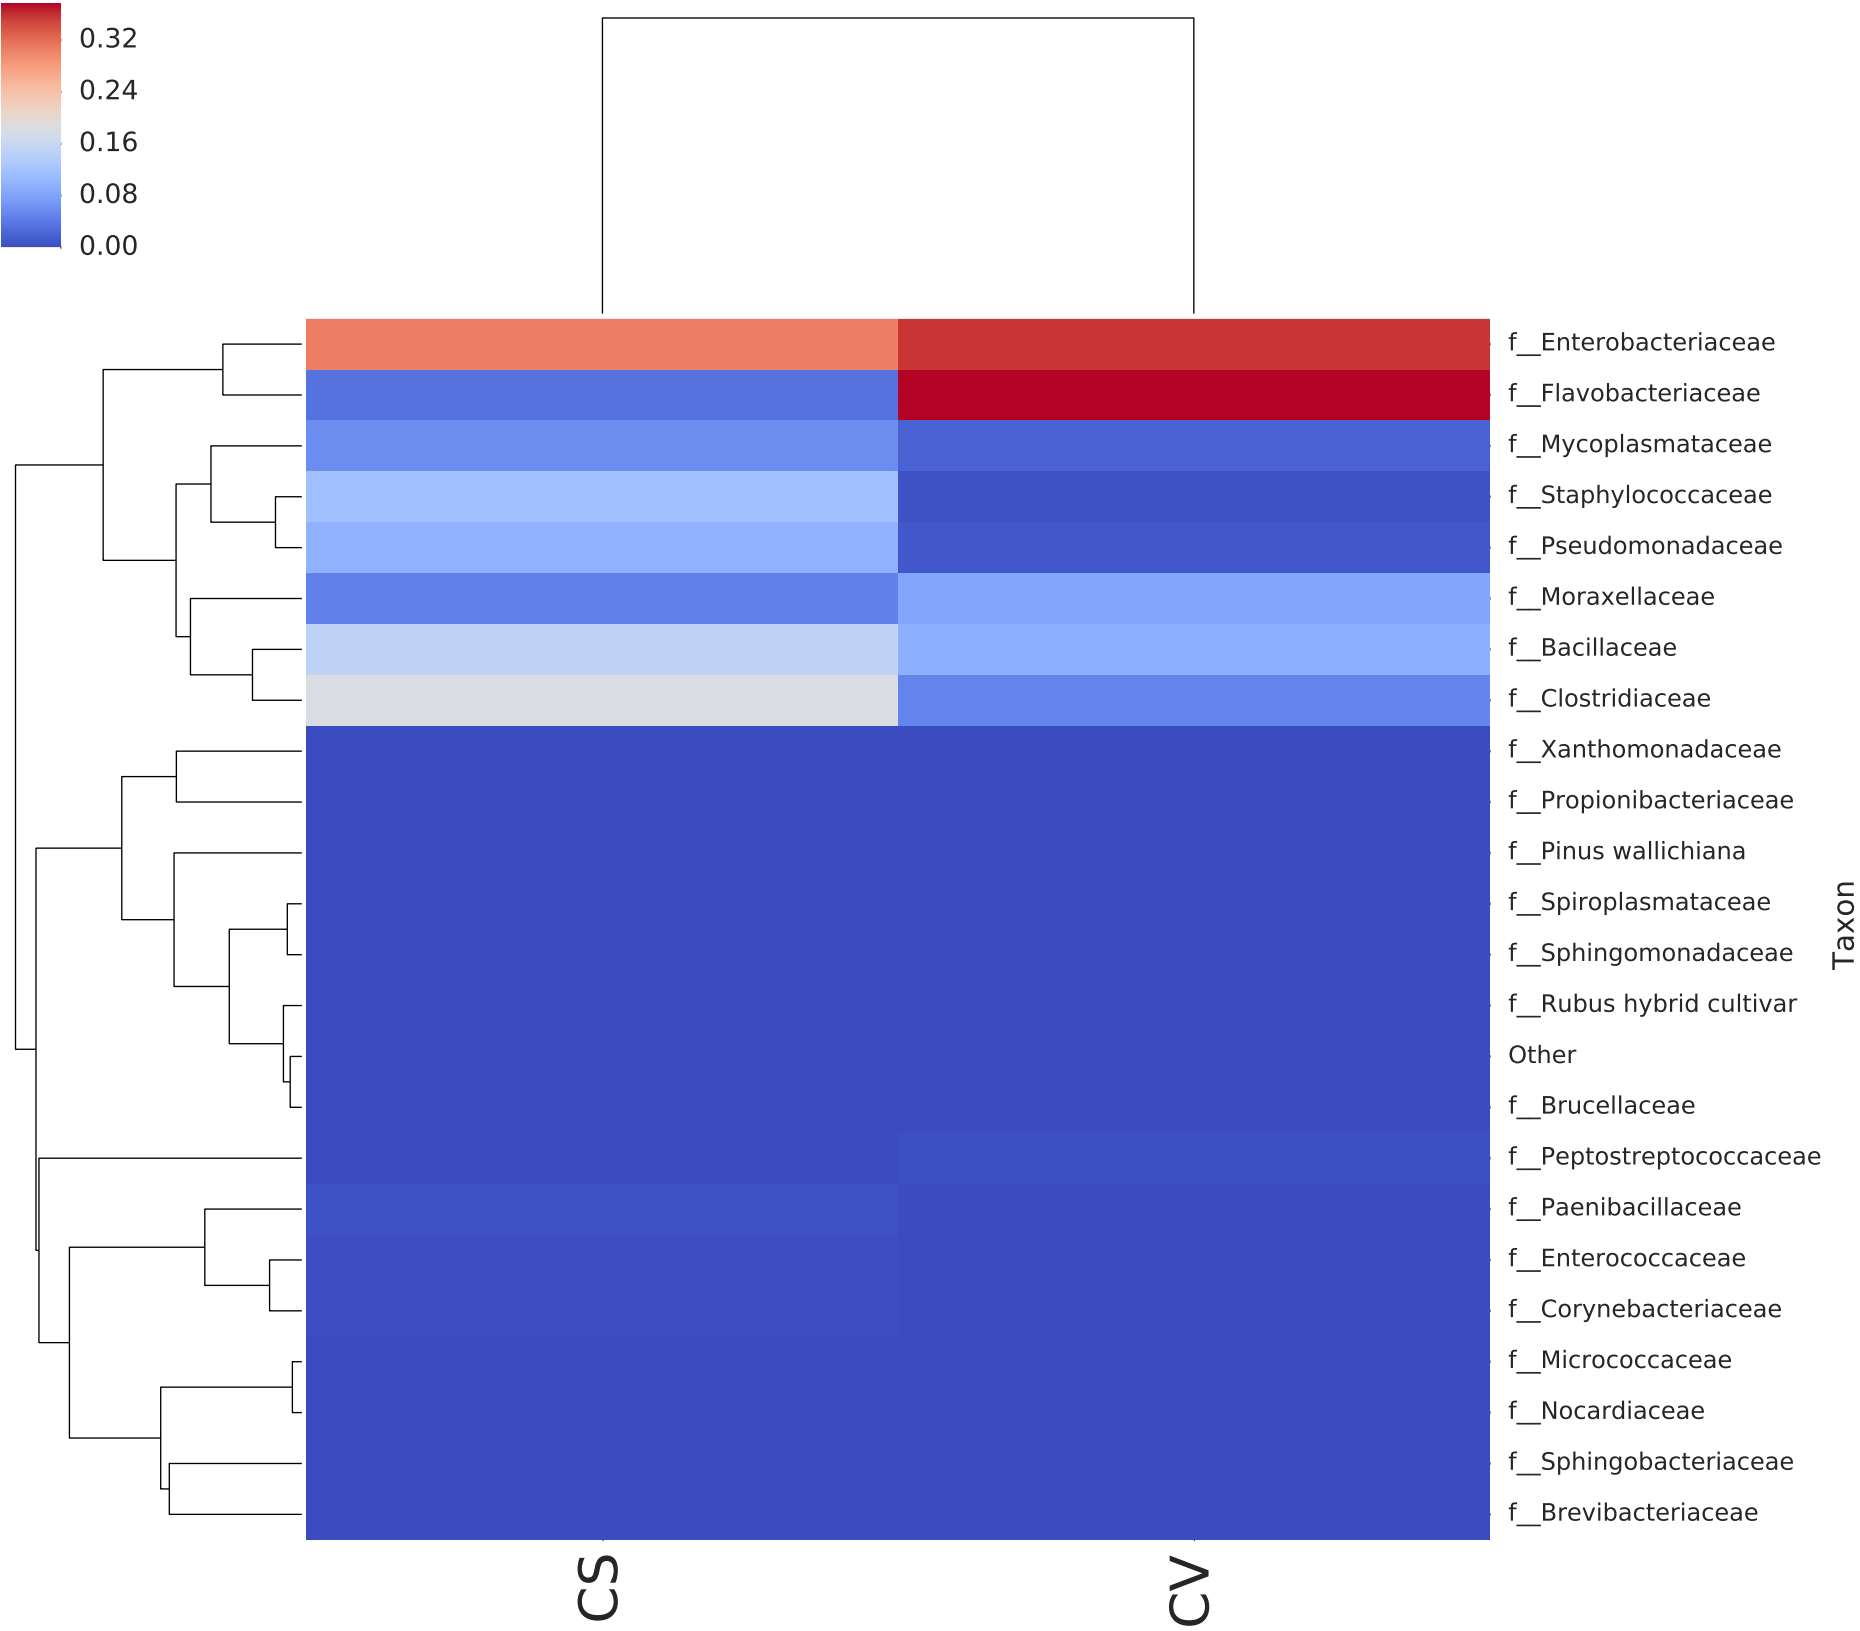 0.32
0.24
0.16
0.08
0.00
f__Enterobacteriaceae
f__Flavobacteriaceae
f__Mycoplasmataceae
f__Staphylococcaceae
f__Pseudomonadaceae
f__Moraxellaceae
f__Bacillaceae
f__Clostridiaceae
f__Xanthomonadaceae
f__Propionibacteriaceae
f__Pinus wallichiana
f__Spiroplasmataceae
f__Sphingomonadaceae
f__Rubus hybrid cultivar
Other
f__Brucellaceae
f__Peptostreptococcaceae
f__Paenibacillaceae
f__Enterococcaceae
f__Corynebacteriaceae
f__Micrococcaceae
f__Nocardiaceae
f__Sphingobacteriaceae
f__Brevibacteriaceae
Taxon
CS
CV